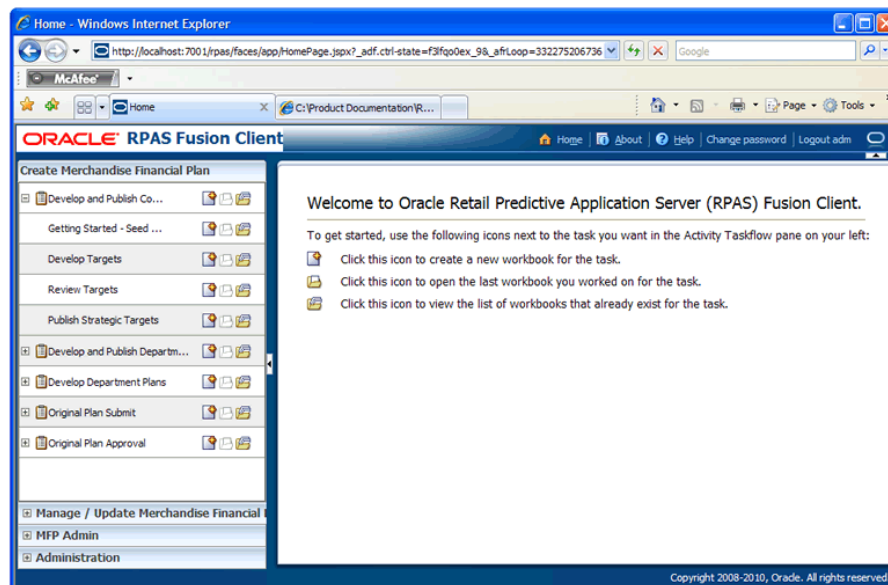 Home - Windows Internet Explorer
http://localhost:7001/rpas/faces/app/HomePage.jspx?_adf.ctrl-state=f3lfqo0ex_9&_afrLoop=332275206736
Google
McAfee
Home
C:\Product Documentation\R...
Page
Tools
ORACLE RPAS Fusion Client
Home
About
Help
Change password
Logout adm
Create Merchandise Financial Plan
Develop and Publish Co...
Getting Started - Seed ...
Develop Targets
Review Targets
Publish Strategic Targets
Develop and Publish Departm...
Develop Department Plans
Original Plan Submit
Original Plan Approval
Manage / Update Merchandise Financial
MFP Admin
Administration
Welcome to Oracle Retail Predictive Application Server (RPAS) Fusion Client.
To get started, use the following icons next to the task you want in the Activity Taskflow pane on your left:
Click this icon to create a new workbook for the task.
Click this icon to open the last workbook you worked on for the task.
Click this icon to view the list of workbooks that already exist for the task.
Copyright 2008-2010, Oracle. All rights reserved